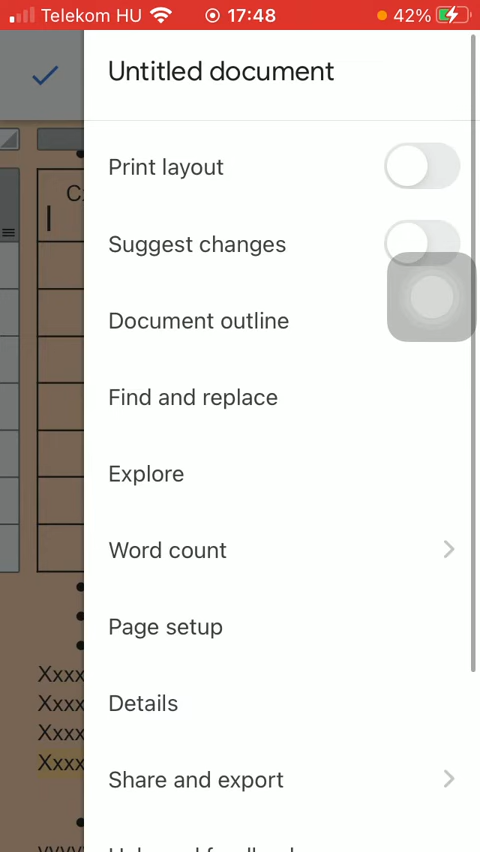 Telekom HU 17:48 42%
Untitled document
Print layout
Suggest changes
Document outline
Find and replace
Explore
Word count
Page setup
Details
Share and export
Xxxx
Xxxx
Xxxx
Xxxx